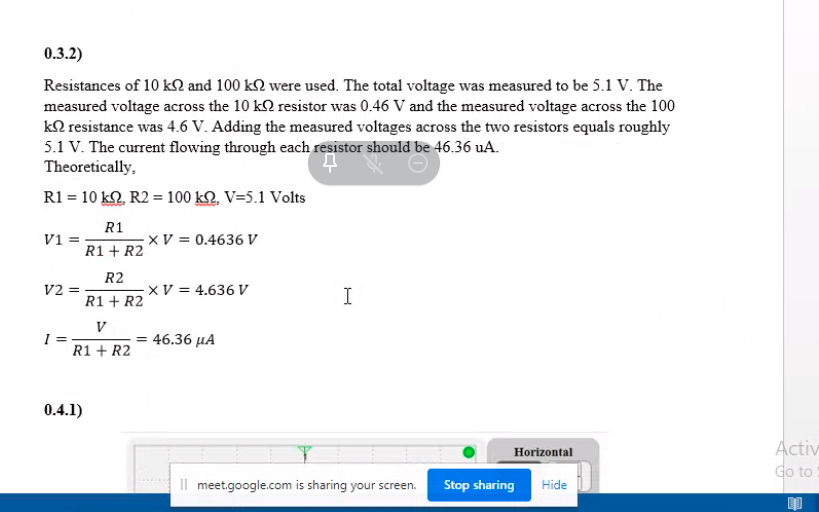 0.3.2)
Resistances of 10 kΩ and 100 kΩ were used. The total voltage was measured to be 5.1 V. The
measured voltage across the 10 kΩ resistor was 0.46 V and the measured voltage across the 100
kΩ resistance was 4.6 V. Adding the measured voltages across the two resistors equals roughly
5.1 V. The current flowing through each resistor should be 46.36 uA.
Theoretically,
R1 = 10 kΩ, R2 = 100 kΩ, V=5.1 Volts
V1 = R1 / R1 + R2 × V = 0.4636 V
V2 = R2 / R1 + R2 × V = 4.636 V
I = V / R1 + R2 = 46.36 μA
0.4.1)
Horizontal
Activ
Go to
meet.google.com is sharing your screen. Stop sharing Hide